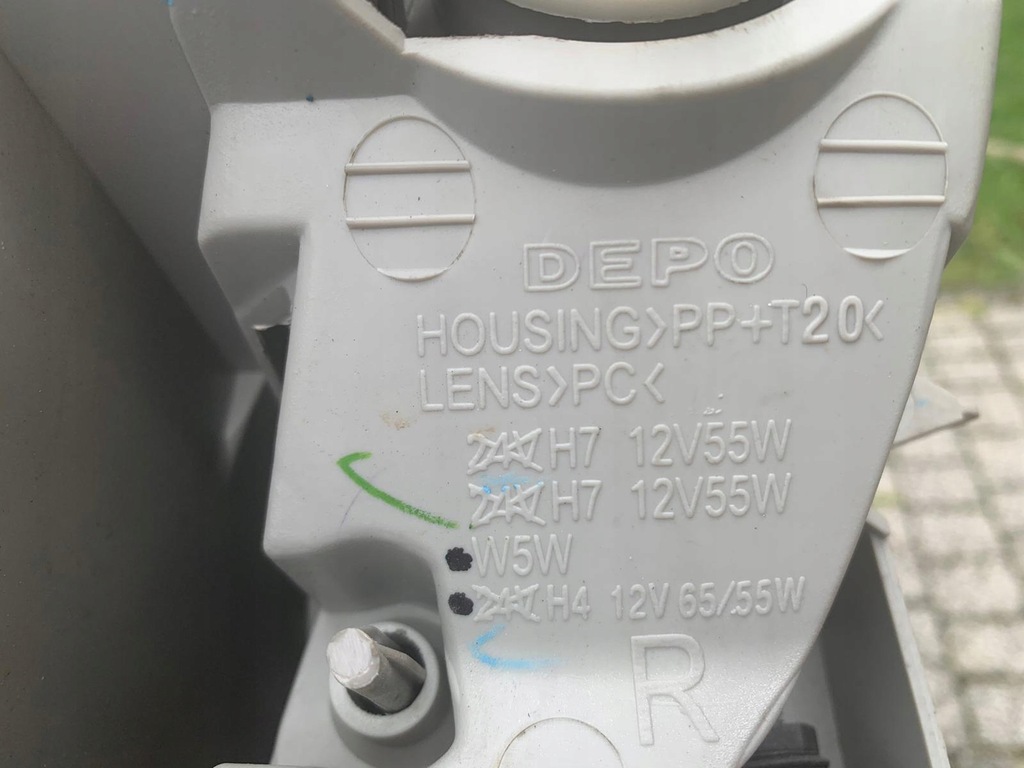 DEPO
HOUSING>PP+T20<
LENS>PC<
H7 12V55W
H7 12V55W
W5W
H4 12V 65/55W
R